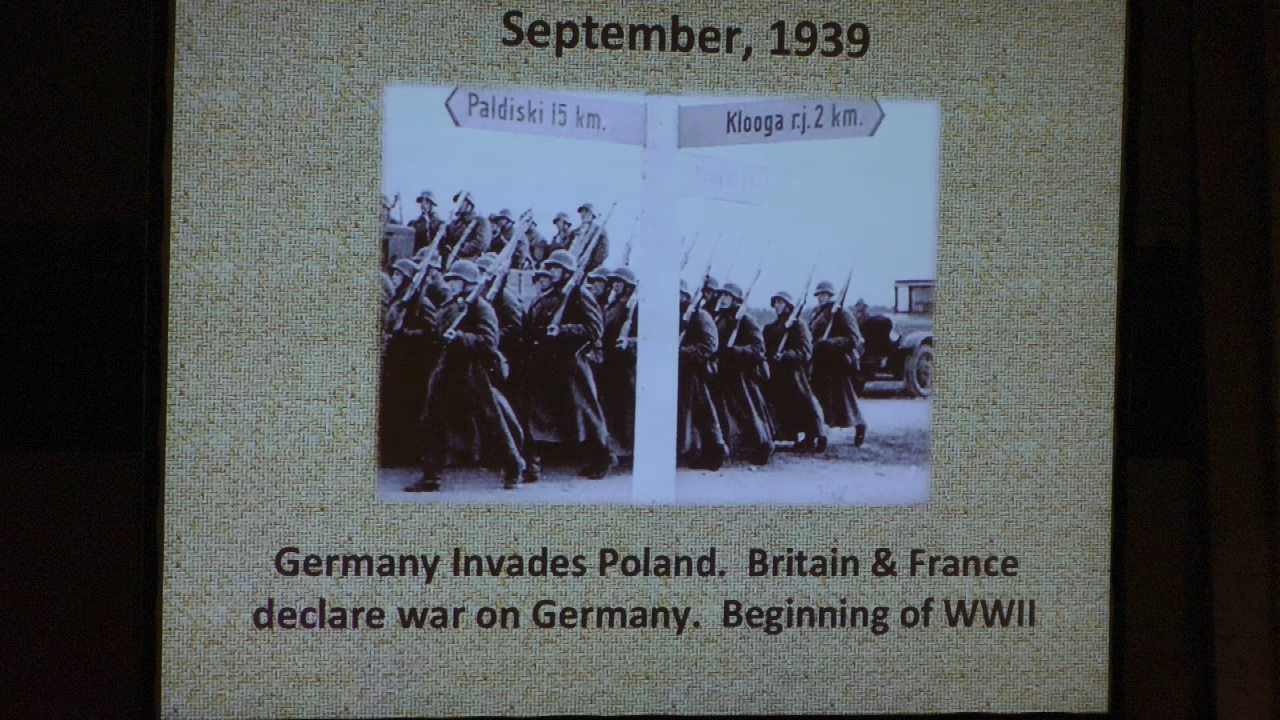 September, 1939
Paldiski 15 km.
Klooga r.j. 2 km.
Germany Invades Poland. Britain & France
declare war on Germany. Beginning of WWII